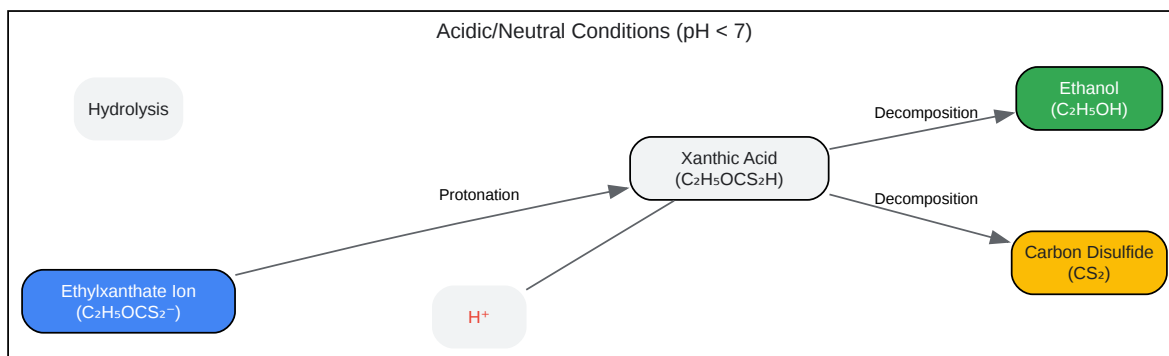 Acidic/Neutral Conditions (pH < 7)
Hydrolysis
Ethanol
(C₂H₅OH)
Decomposition
Xanthic Acid
(C₂H₅OCS₂H)
Protonation
Decomposition
Carbon Disulfide
(CS₂)
Ethylxanthate Ion
(C₂H₅OCS₂⁻)
H⁺